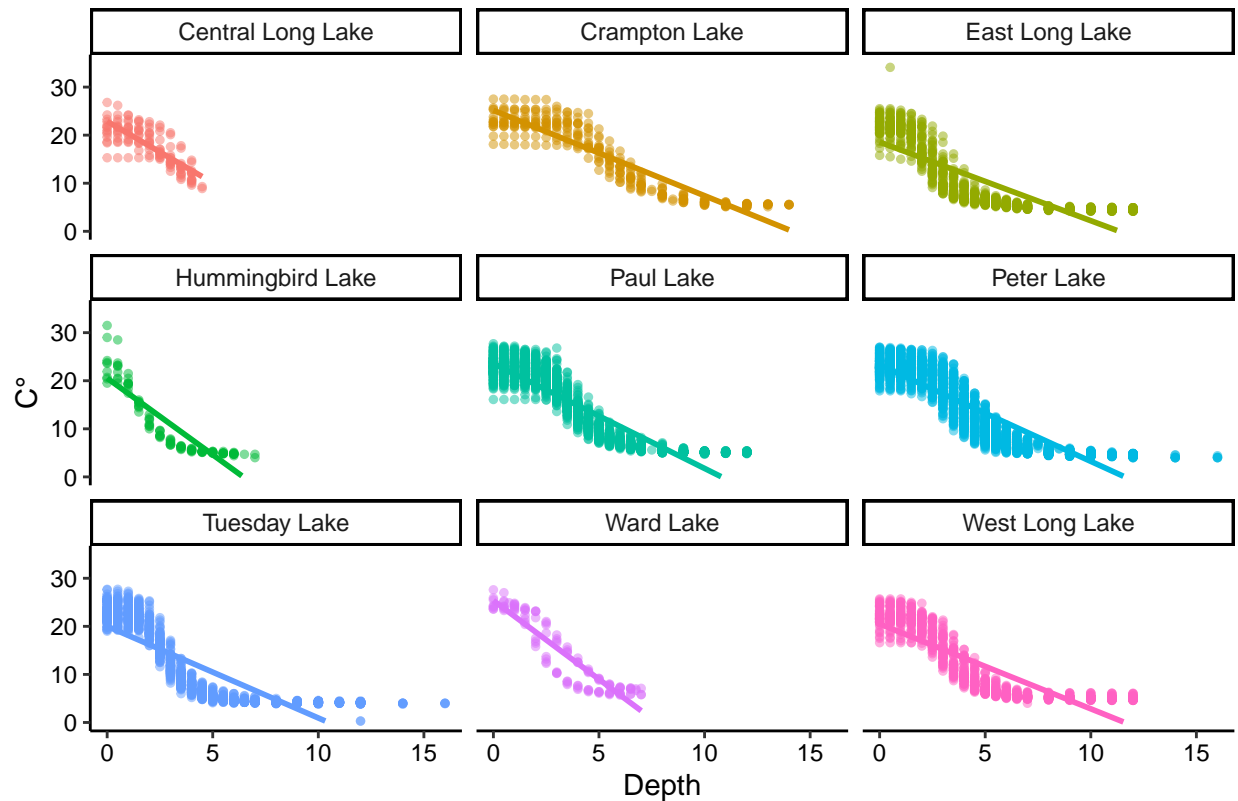 Central Long Lake
Crampton Lake
East Long Lake
30
20
10
0
Hummingbird Lake
Paul Lake
Peter Lake
30
20
10
0
C°
Tuesday Lake
Ward Lake
West Long Lake
30
20
10
0
0 5 10 15
0 5 10 15
0 5 10 15
Depth